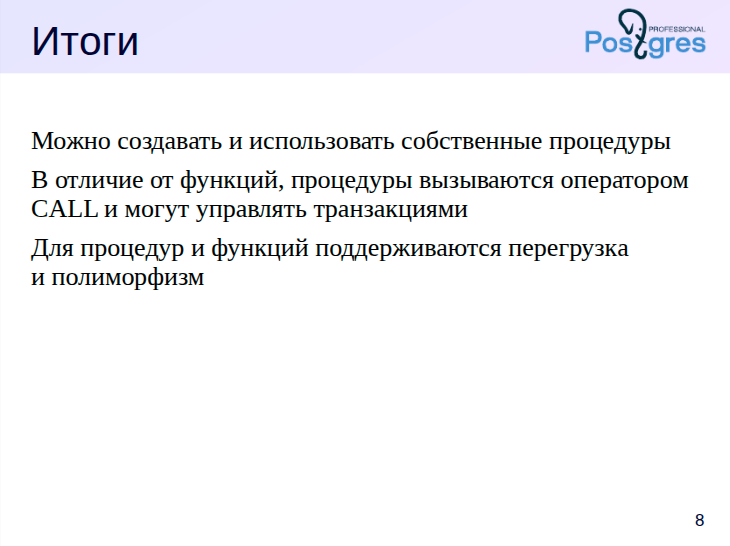 Итоги
PROFESSIONAL
Postgres
Можно создавать и использовать собственные процедуры
В отличие от функций, процедуры вызываются оператором
CALL и могут управлять транзакциями
Для процедур и функций поддерживаются перегрузка
и полиморфизм
8